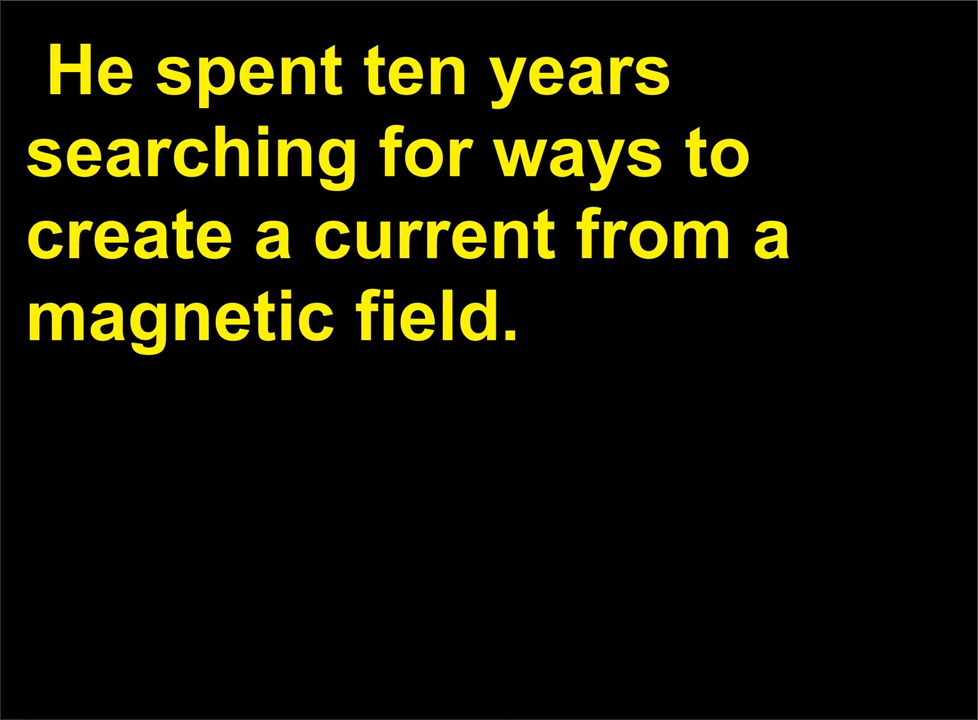 He spent ten years
searching for ways to
create a current from a
magnetic field.